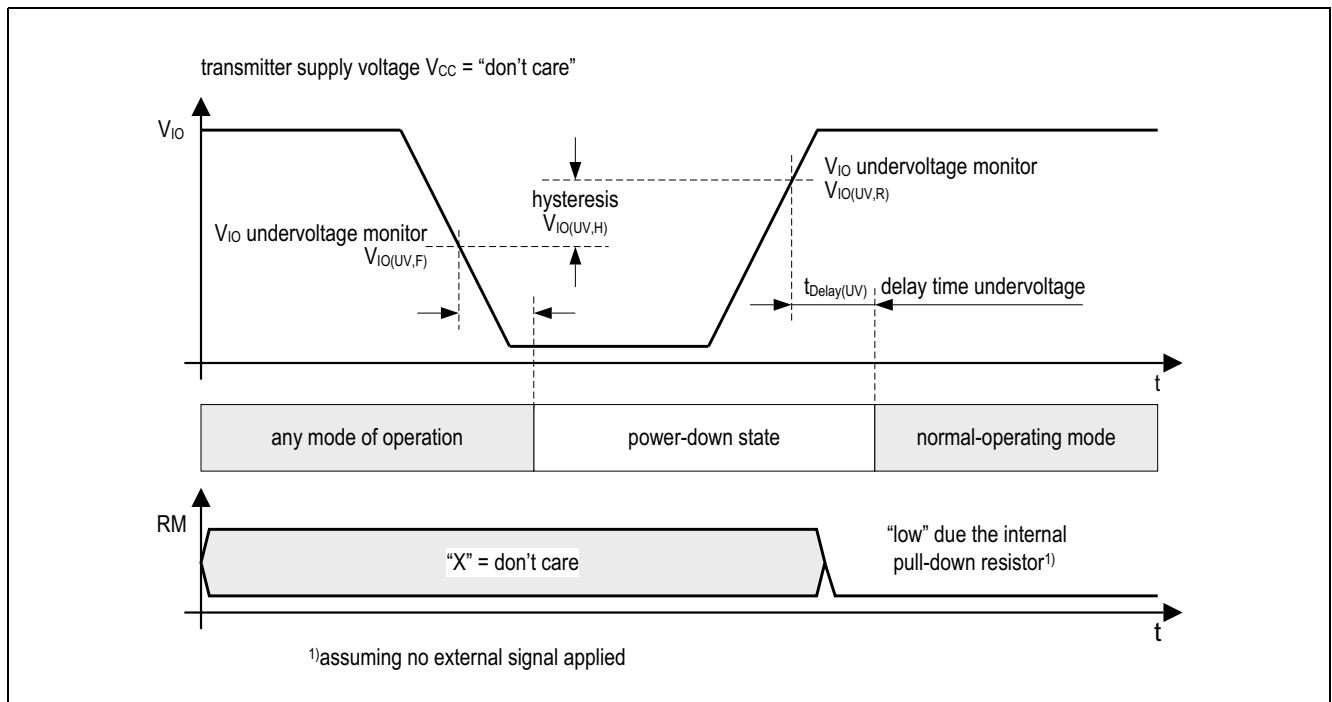 transmitter supply voltage VCC = “don’t care”
VIO
VIO undervoltage monitor
VIO(UV,F)
hysteresis
VIO(UV,H)
VIO undervoltage monitor
VIO(UV,R)
tDelay(UV) delay time undervoltage
t
any mode of operation
power-down state
normal-operating mode
RM
“X” = don’t care
“low” due the internal
pull-down resistor1)
t
1)assuming no external signal applied